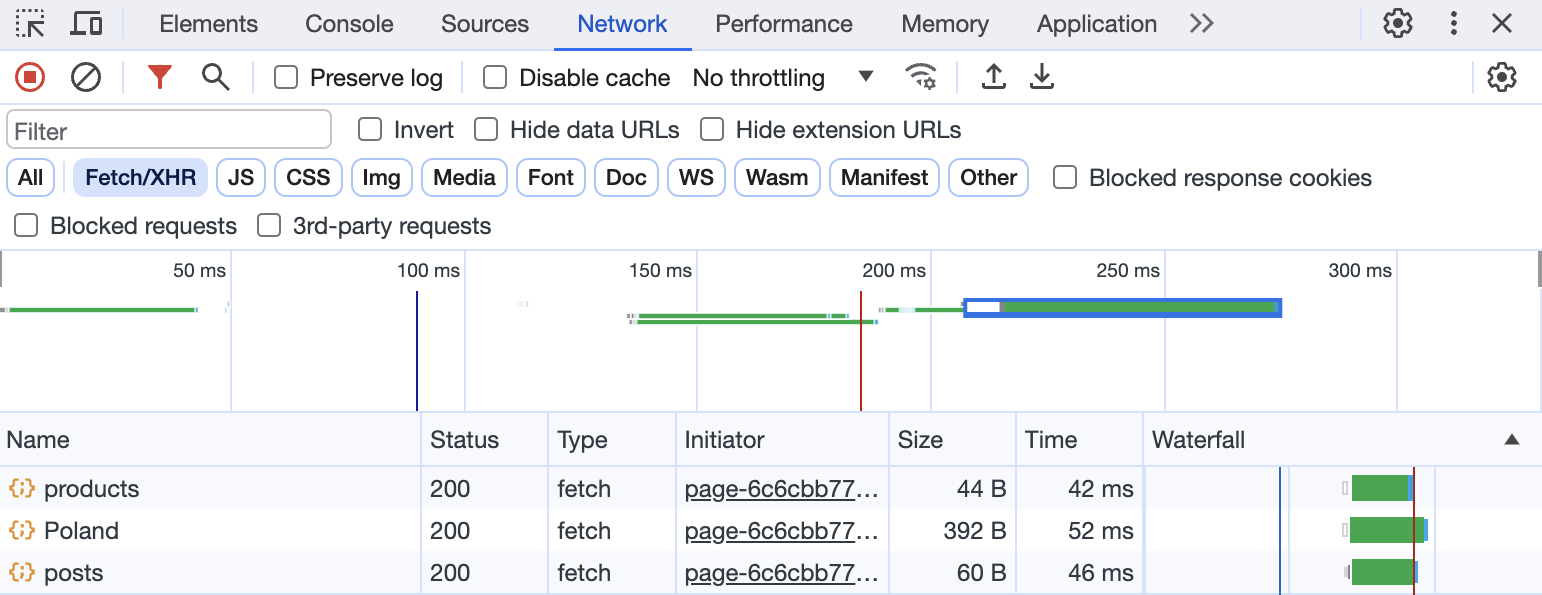 Elements Console Sources Network Performance Memory Application
Preserve log Disable cache No throttling
Filter Invert Hide data URLs Hide extension URLs
All Fetch/XHR JS CSS Img Media Font Doc WS Wasm Manifest Other Blocked response cookies
Blocked requests 3rd-party requests
50 ms 100 ms 150 ms 200 ms 250 ms 300 ms
Name Status Type Initiator Size Time Waterfall
products 200 fetch page-6c6cbb77... 44 B 42 ms
Poland 200 fetch page-6c6cbb77... 392 B 52 ms
posts 200 fetch page-6c6cbb77... 60 B 46 ms